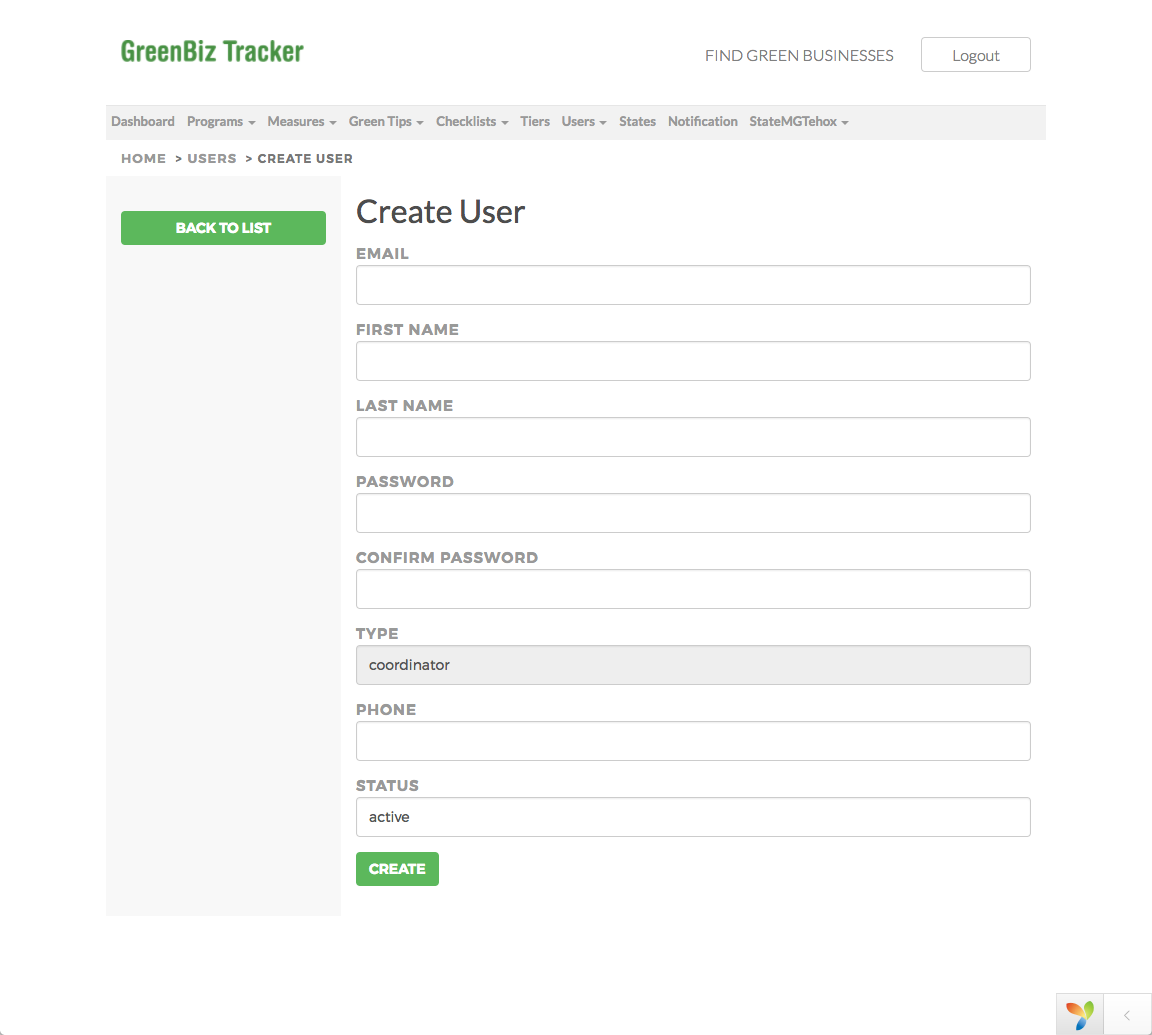 GreenBiz Tracker
FIND GREEN BUSINESSES Logout
Dashboard Programs Measures Green Tips Checklists Tiers Users States Notification StateMGTehox
HOME > USERS > CREATE USER
BACK TO LIST
Create User
EMAIL
FIRST NAME
LAST NAME
PASSWORD
CONFIRM PASSWORD
TYPE
coordinator
PHONE
STATUS
active
CREATE